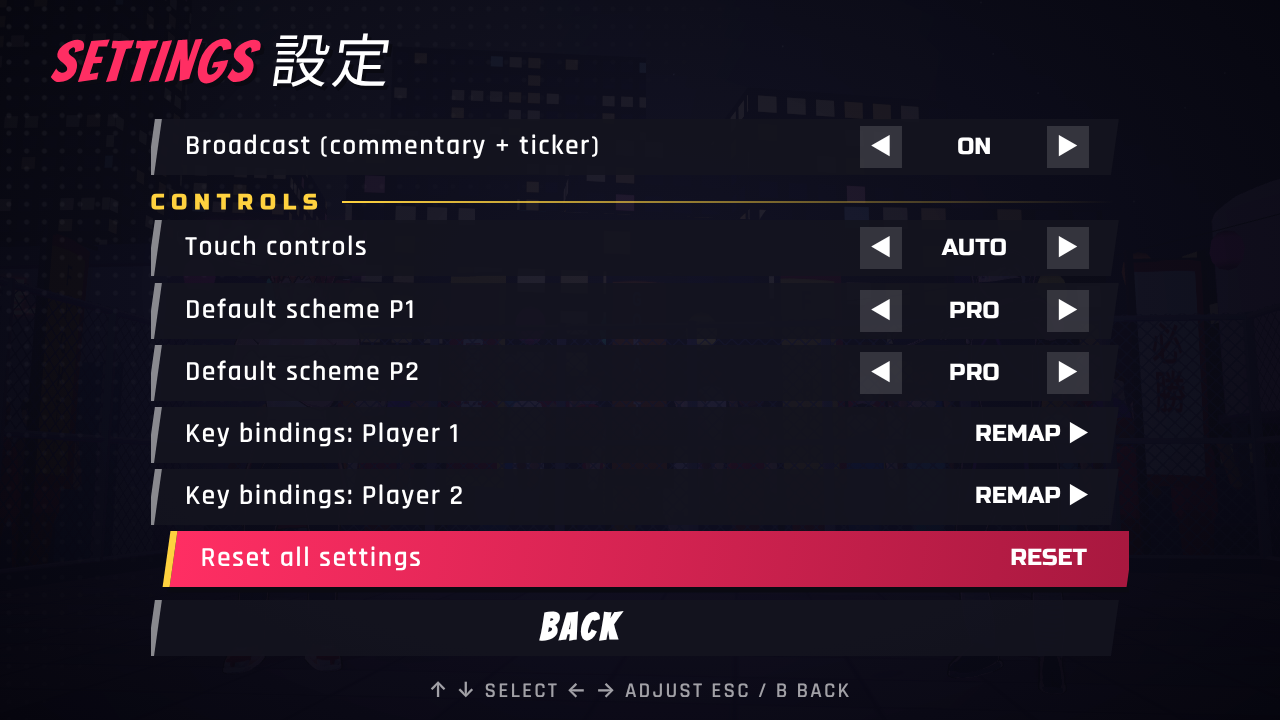 SETTINGS 設定
Broadcast (commentary + ticker) ◀ ON ▶
CONTROLS
Touch controls ◀ AUTO ▶
Default scheme P1 ◀ PRO ▶
Default scheme P2 ◀ PRO ▶
Key bindings: Player 1 REMAP ▶
Key bindings: Player 2 REMAP ▶
Reset all settings RESET
BACK
↑ ↓ SELECT ← → ADJUST ESC / B BACK
必勝